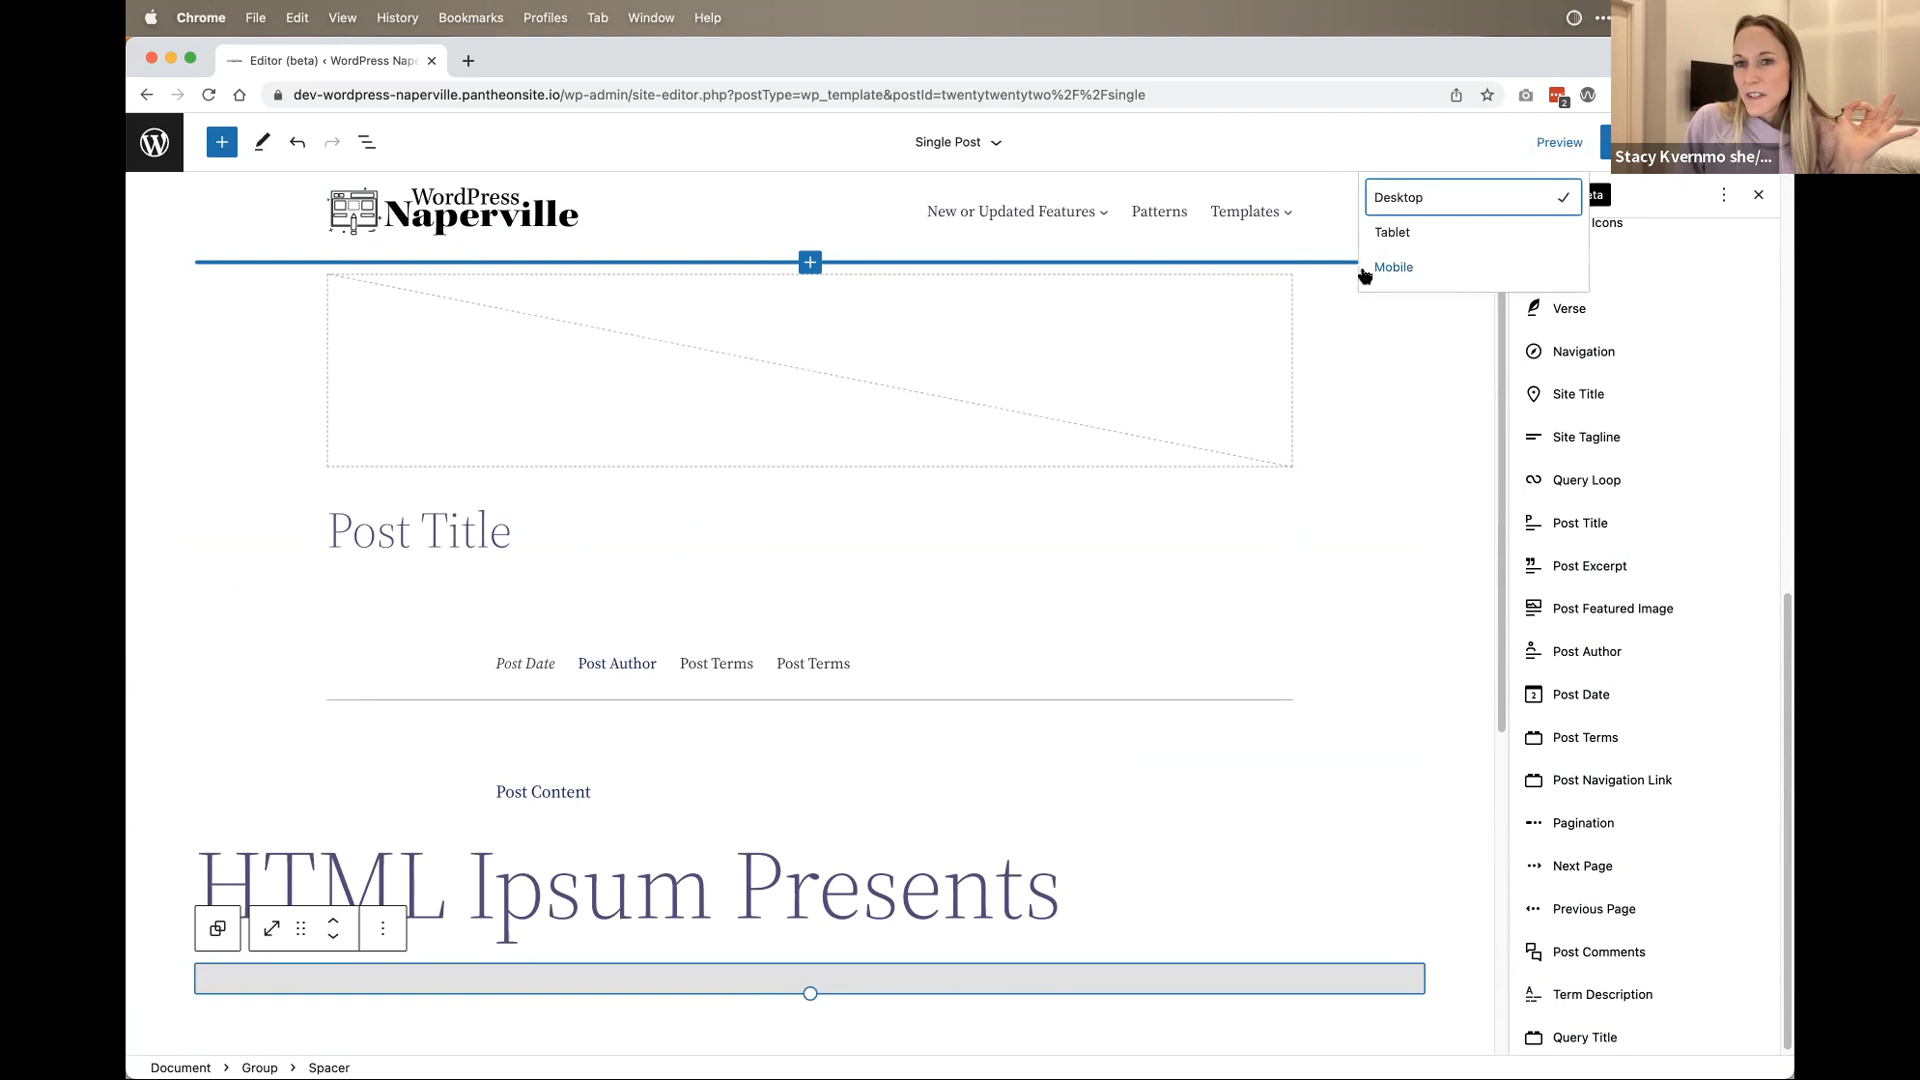 Chrome File Edit View History Bookmarks Profiles Tab Window Help
Editor (beta) ‹ WordPress Nap
dev-wordpress-naperville.pantheonsite.io/wp-admin/site-editor.php?postType=wp_template&postId=twentytwentytwo%2F%2Fsingle
2
Single Post
Preview
Stacy Kvernmo she/...
WordPress
Naperville
New or Updated Features
Patterns
Templates
Desktop
Tablet
Mobile
eta
Icons
Verse
Navigation
Site Title
Site Tagline
Query Loop
Post Title
Post Excerpt
Post Featured Image
Post Author
Post Date
Post Terms
Post Navigation Link
Pagination
Next Page
Previous Page
Post Comments
Term Description
Query Title
Post Title
Post Date Post Author Post Terms Post Terms
Post Content
HTML Ipsum Presents
Document > Group > Spacer